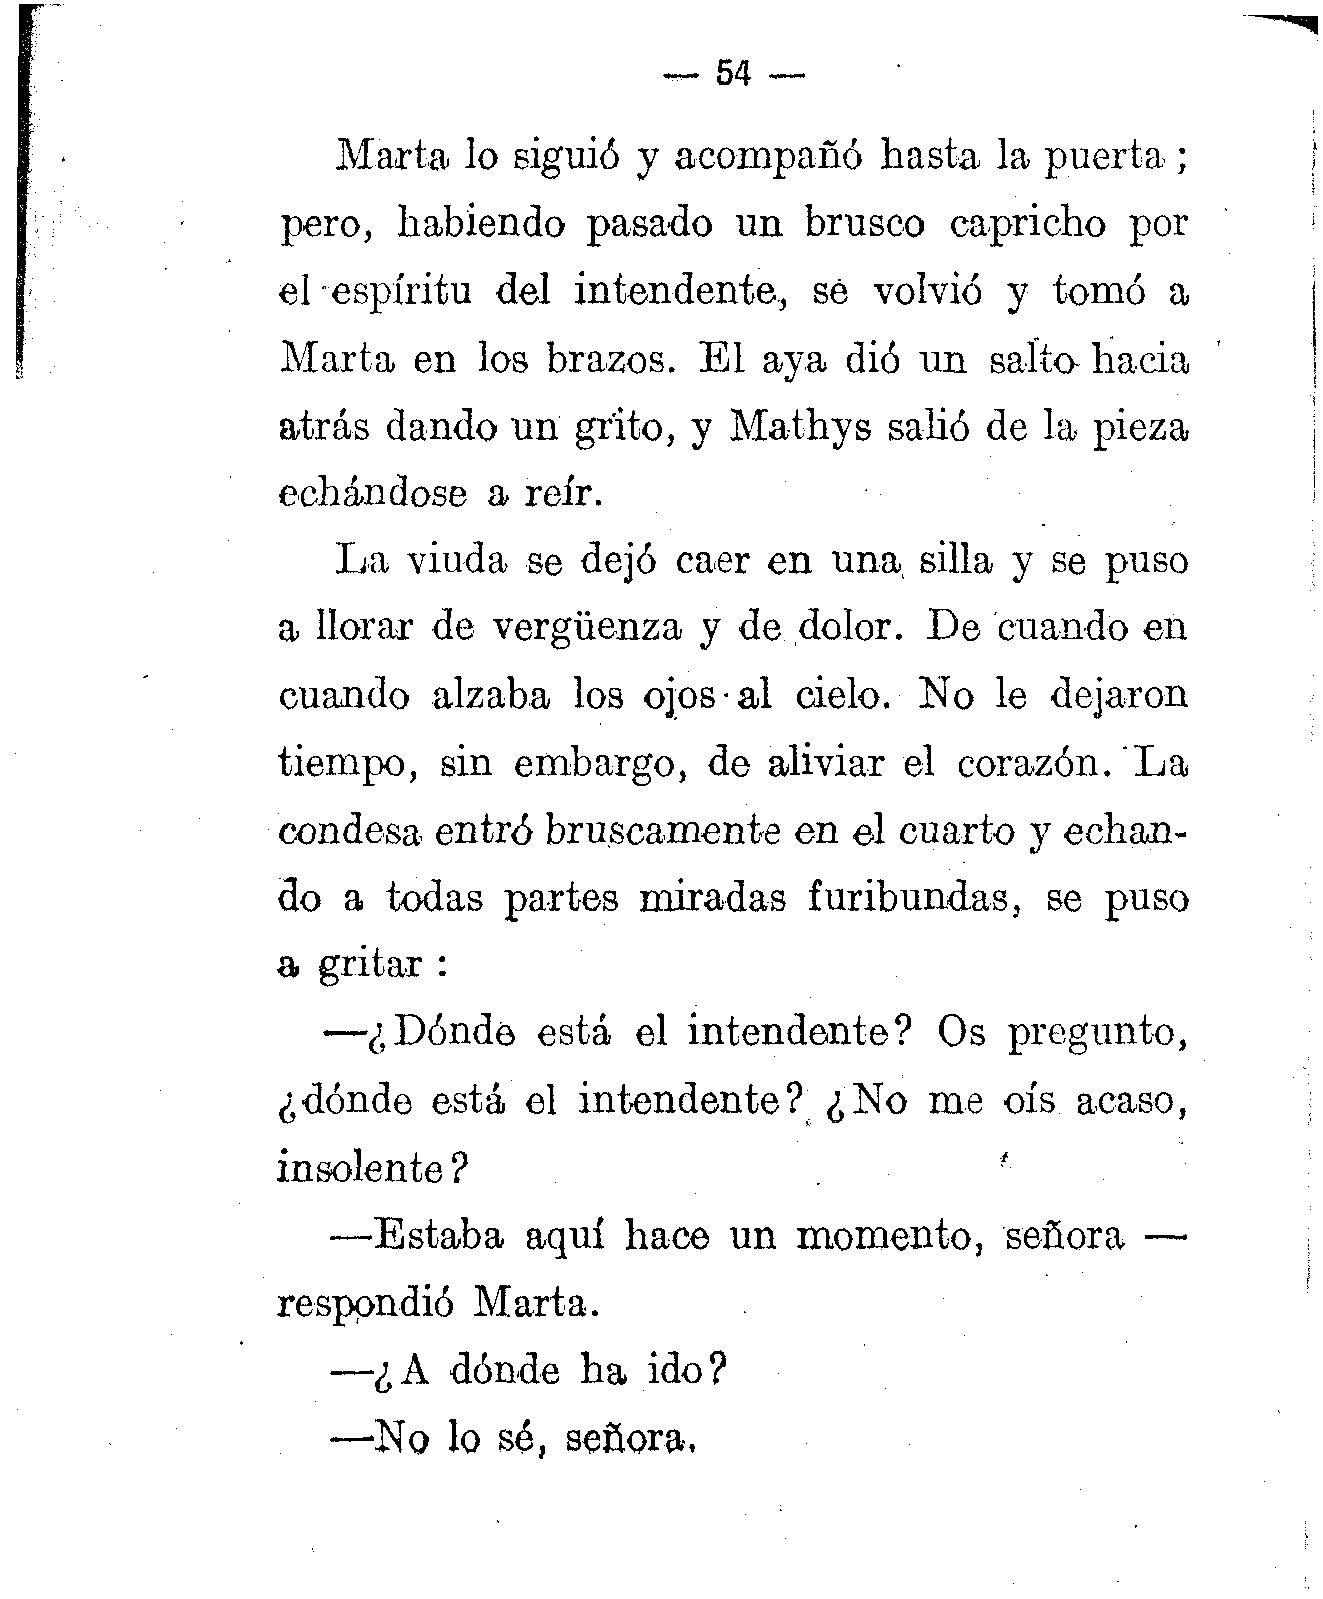 — 54 —
Marta lo siguió y acompañó hasta la puerta ;
pero, habiendo pasado un brusco capricho por
el espíritu del intendente, se volvió y tomó a
Marta en los brazos. El aya dió un salto hacia
atrás dando un grito, y Mathys salió de la pieza
echándose a reír.
La viuda se dejó caer en una silla y se puso
a llorar de vergüenza y de dolor. De cuando en
cuando alzaba los ojos al cielo. No le dejaron
tiempo, sin embargo, de aliviar el corazón. La
condesa entró bruscamente en el cuarto y echan-
do a todas partes miradas furibundas, se puso
a gritar :
—¿Dónde está el intendente? Os pregunto,
¿dónde está el intendente? ¿No me oís acaso,
insolente?
—Estaba aquí hace un momento, señora —
respondió Marta.
—¿A dónde ha ido?
—No lo sé, señora.